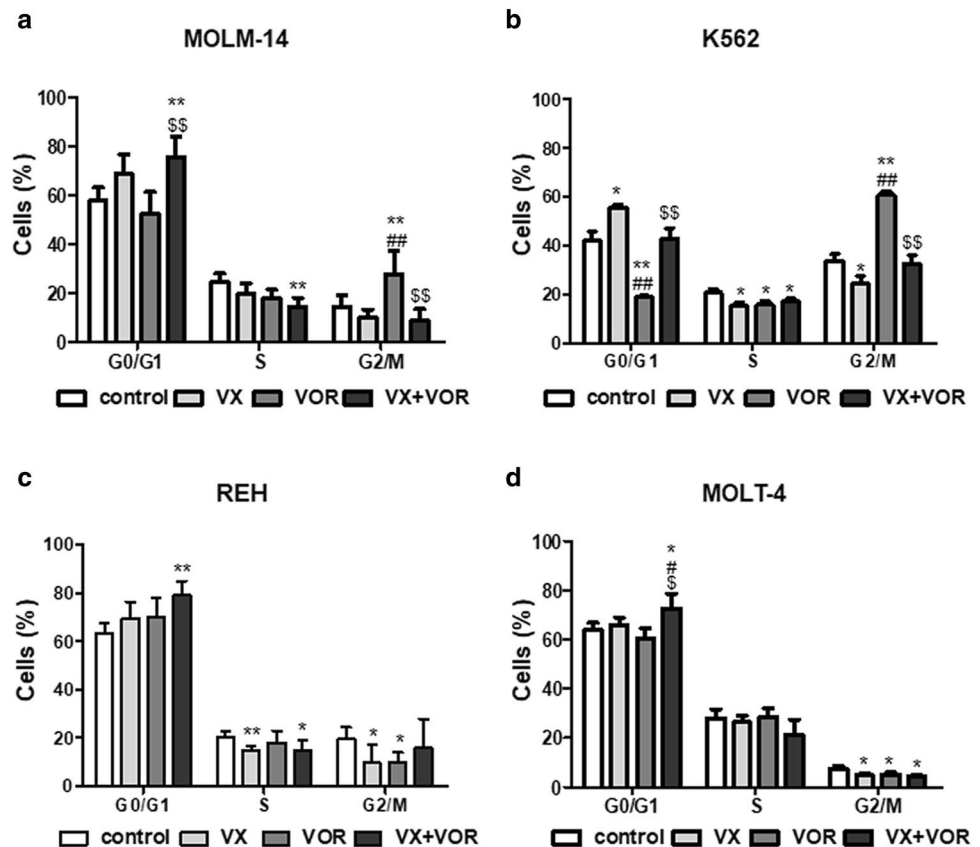 a
MOLM-14
Cells (%)
100
80
60
40
20
0
**
$$
**
**
##
$$
G0/G1 S G2/M
control VX VOR VX+VOR
b
K562
Cells (%)
100
80
60
40
20
0
*
**
##
$$
* * *
*
**
##
$$
G0/G1 S G2/M
control VX VOR VX+VOR
c
REH
Cells (%)
100
80
60
40
20
0
**
** *
* *
G0/G1 S G2/M
control VX VOR VX+VOR
d
MOLT-4
Cells (%)
100
80
60
40
20
0
*
#
$
* * *
G0/G1 S G2/M
control VX VOR VX+VOR